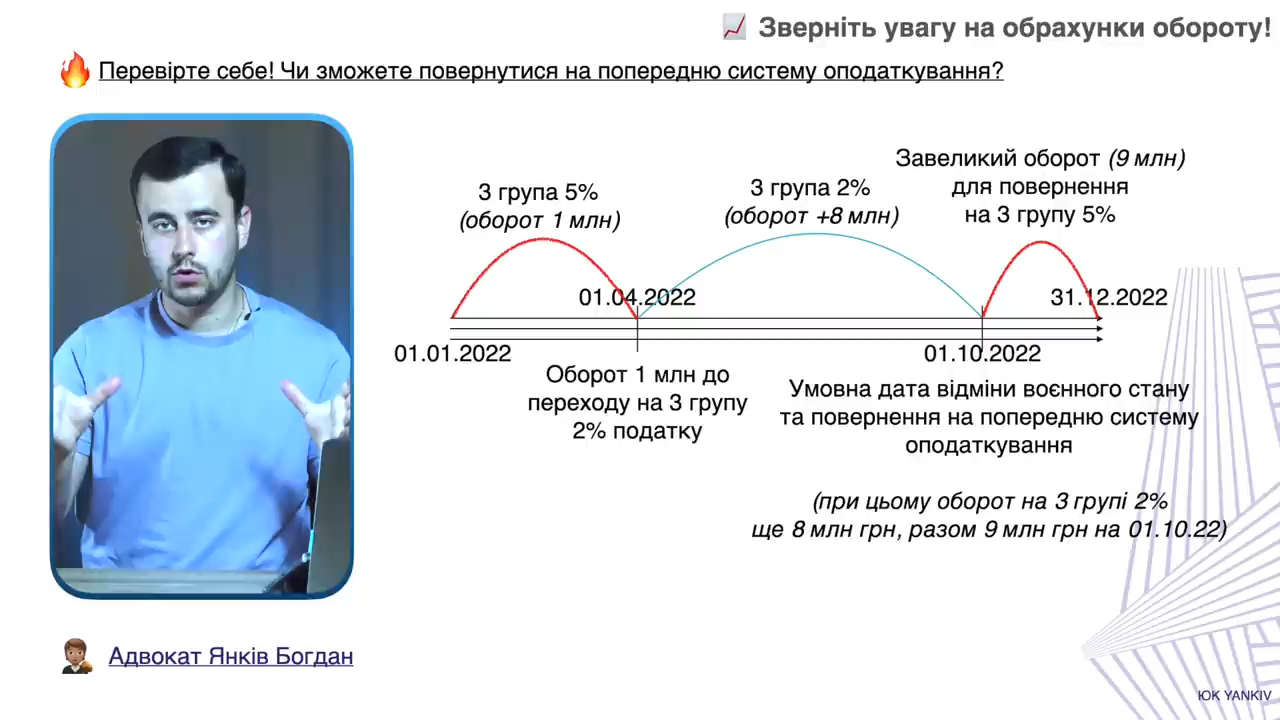 Зверніть увагу на обрахунки обороту!
Перевірте себе! Чи зможете повернутися на попередню систему оподаткування?
3 група 5%
(оборот 1 млн)
3 група 2%
(оборот +8 млн)
Завеликий оборот (9 млн)
для повернення
на 3 групу 5%
01.04.2022
31.12.2022
01.01.2022
01.10.2022
Оборот 1 млн до
переходу на 3 групу
2% податку
Умовна дата відміни воєнного стану
та повернення на попередню систему
оподаткування
(при цьому оборот на 3 групі 2%
ще 8 млн грн, разом 9 млн грн на 01.10.22)
Адвокат Янків Богдан
ЮК YANKIV